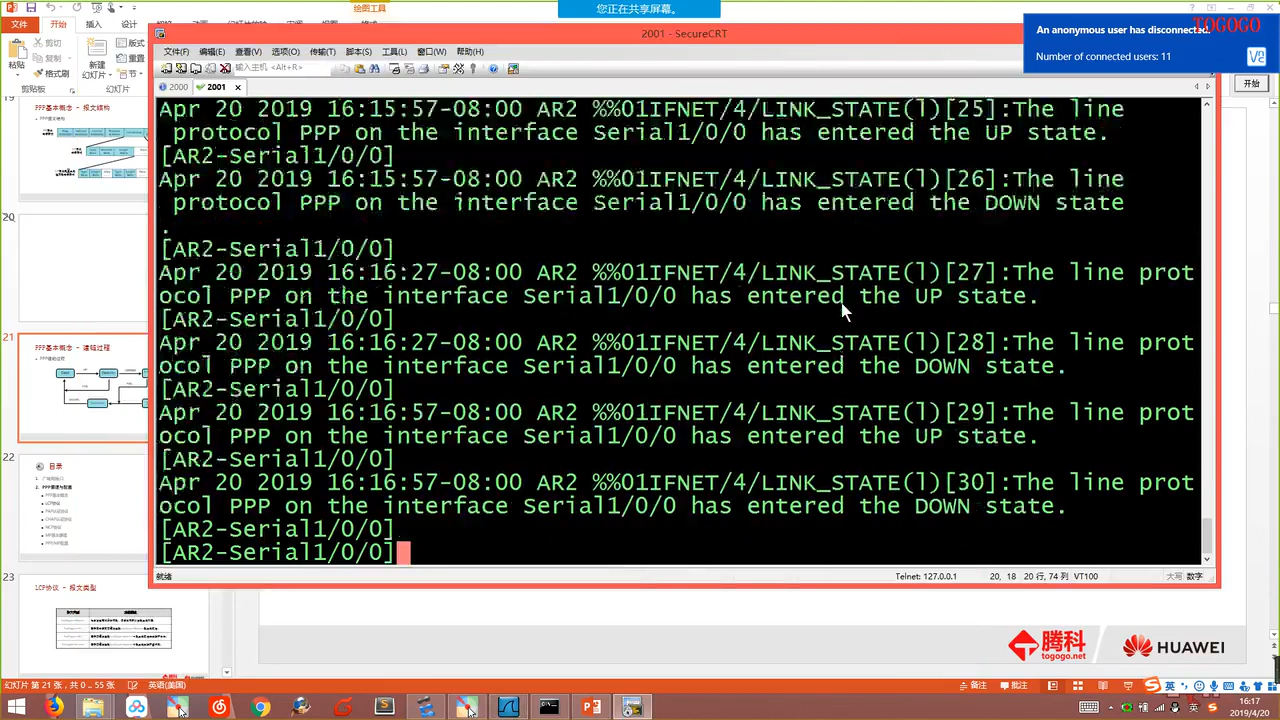 绘图工具
您正在共享屏幕。
文件
开始
插入
设计
剪切
复制
格式刷
粘贴
剪贴板
新建
幻灯片
版式
重置
节
幻灯片
2001 - SecureCRT
文件(F) 编辑(E) 查看(V) 选项(O) 传输(T) 脚本(S) 工具(L) 窗口(W) 帮助(H)
输入主机 <Alt+R>
2000
2001
TOGOGO
An anonymous user has disconnected.
Number of connected users: 11
开始
Apr 20 2019 16:15:57-08:00 AR2 %%01IFNET/4/LINK_STATE(l)[25]:The line
protocol PPP on the interface Serial1/0/0 has entered the UP state.
[AR2-Serial1/0/0]
Apr 20 2019 16:15:57-08:00 AR2 %%01IFNET/4/LINK_STATE(l)[26]:The line
protocol PPP on the interface Serial1/0/0 has entered the DOWN state
.
[AR2-Serial1/0/0]
Apr 20 2019 16:16:27-08:00 AR2 %%01IFNET/4/LINK_STATE(l)[27]:The line prot
ocol PPP on the interface Serial1/0/0 has entered the UP state.
[AR2-Serial1/0/0]
Apr 20 2019 16:16:27-08:00 AR2 %%01IFNET/4/LINK_STATE(l)[28]:The line prot
ocol PPP on the interface Serial1/0/0 has entered the DOWN state.
[AR2-Serial1/0/0]
Apr 20 2019 16:16:57-08:00 AR2 %%01IFNET/4/LINK_STATE(l)[29]:The line prot
ocol PPP on the interface Serial1/0/0 has entered the UP state.
[AR2-Serial1/0/0]
Apr 20 2019 16:16:57-08:00 AR2 %%01IFNET/4/LINK_STATE(l)[30]:The line prot
ocol PPP on the interface Serial1/0/0 has entered the DOWN state.
[AR2-Serial1/0/0]
[AR2-Serial1/0/0]
就绪
Telnet: 127.0.0.1
20, 18
20 行, 74 列
VT100
大写 数字
19
PPP基本概念 - 报文结构
20
21
PPP基本概念 - 建链过程
22
目录
23
LCP协议 - 报文类型
腾科
togogo.net
HUAWEI
幻灯片 第 21 张，共 0 .. 55 张
英语(美国)
备注
批注
英
16:17
2019/4/20